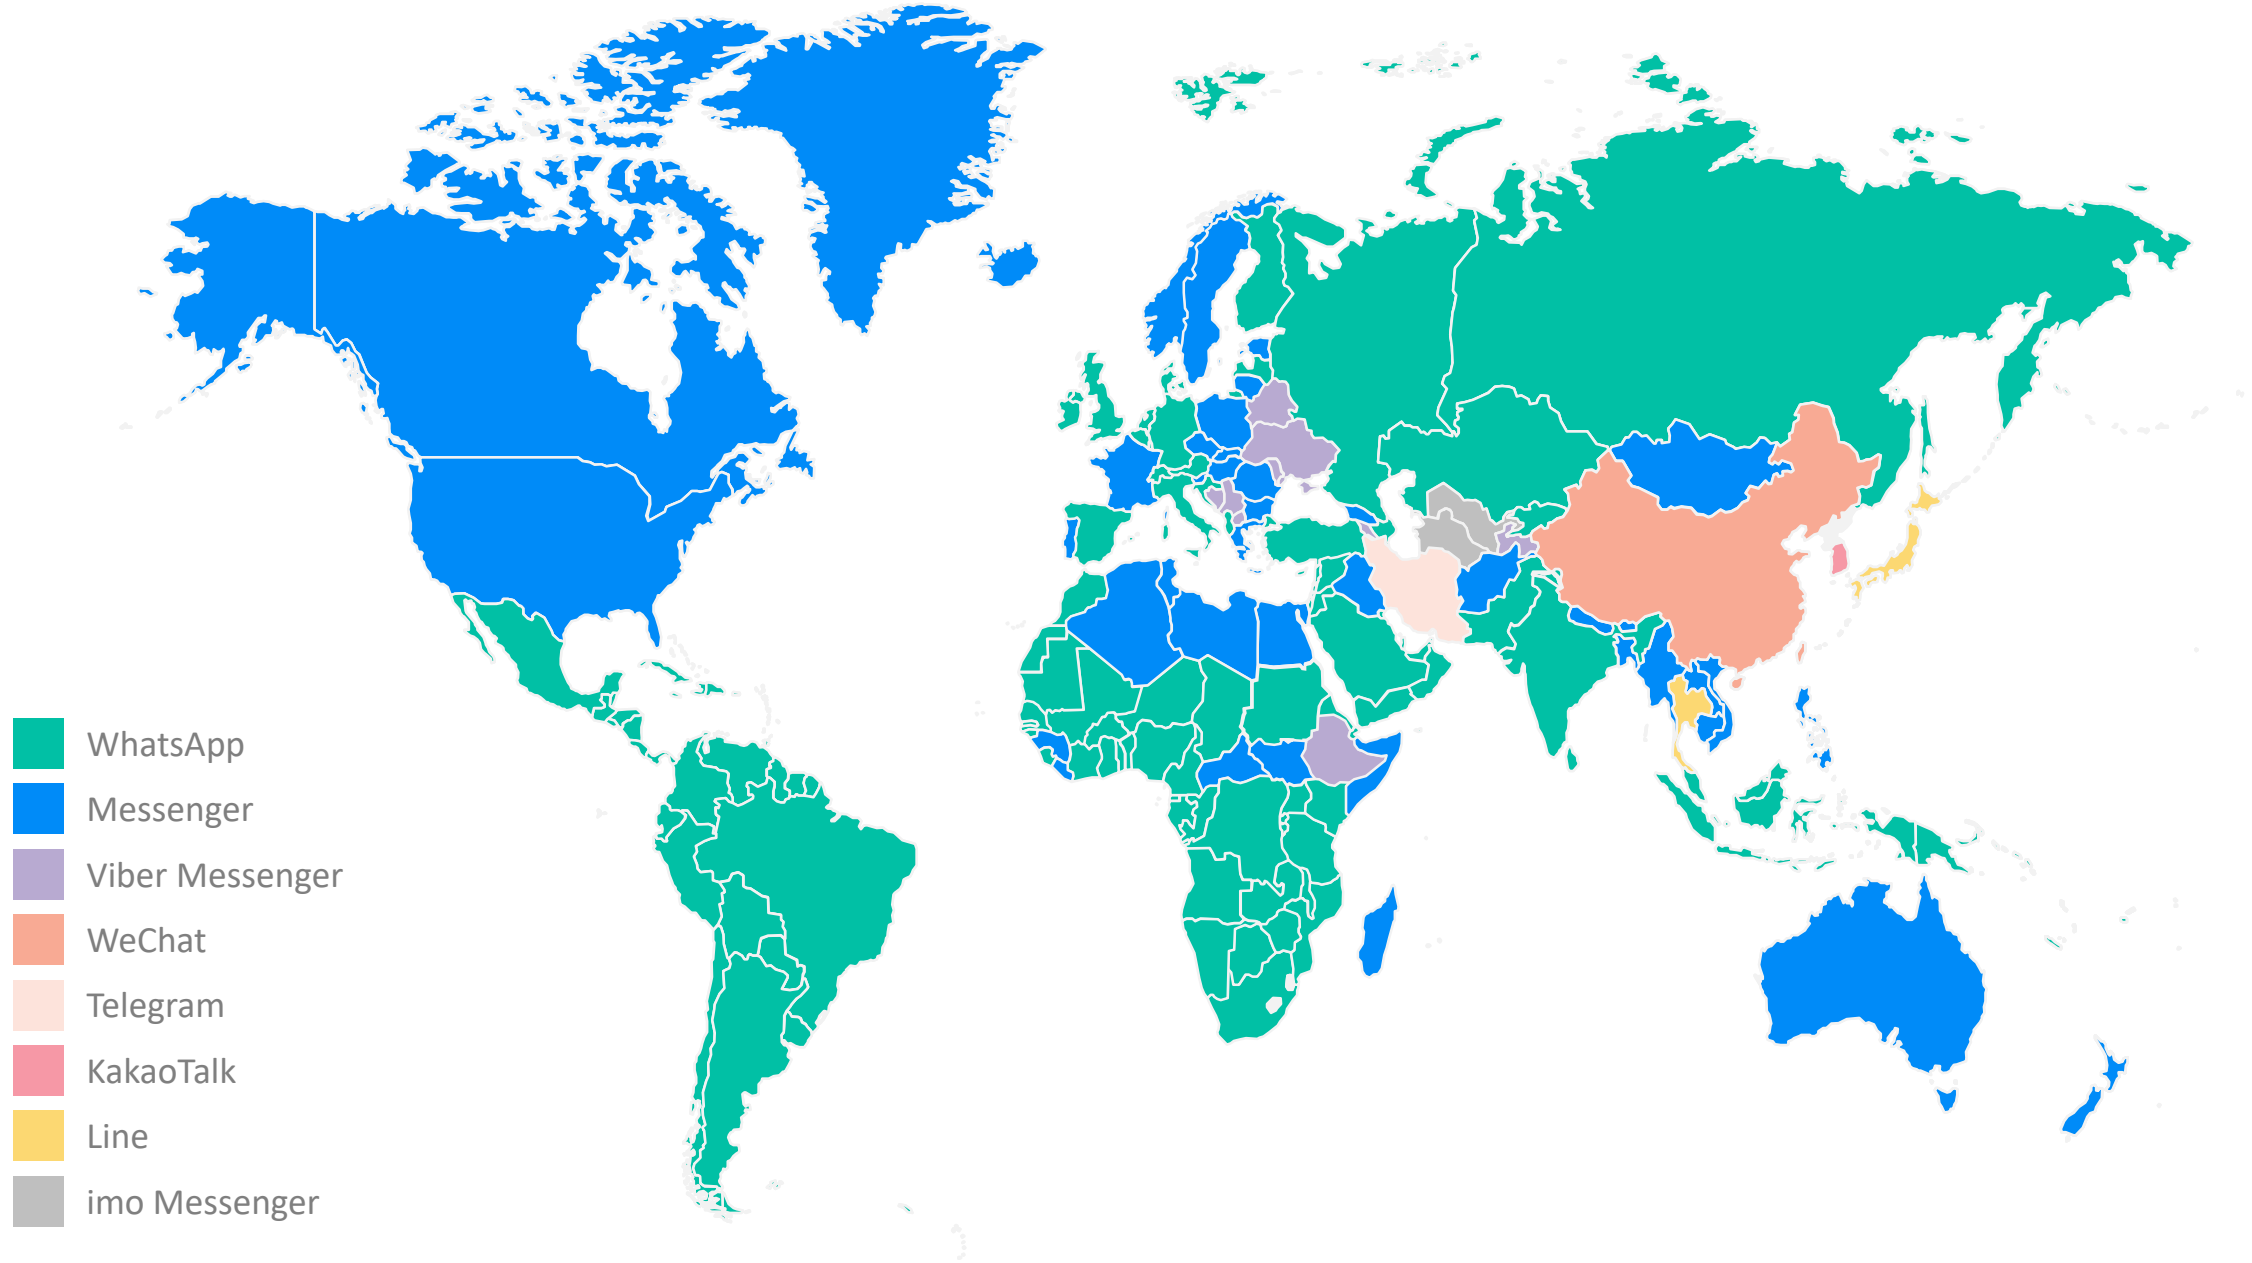 WhatsApp
Messenger
Viber Messenger
WeChat
Telegram
KakaoTalk
Line
imo Messenger